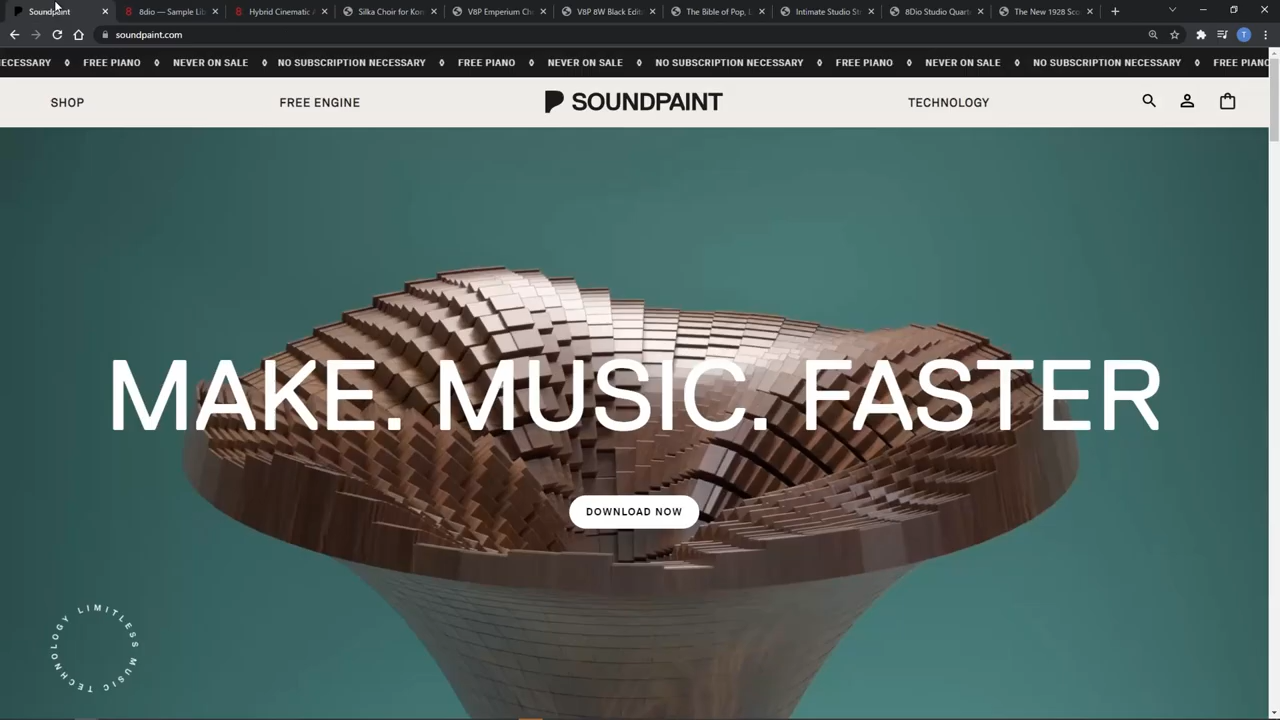 Soundpaint
8dio — Sample Lib
Hybrid Cinematic A
Silka Choir for Kon
V8P Emperium Ch
V8P 8W Black Edit
The Bible of Pop, L
Intimate Studio St
8Dio Studio Quart
The New 1928 Sco
soundpaint.com
T
ECESSARY ◊ FREE PIANO ◊ NEVER ON SALE ◊ NO SUBSCRIPTION NECESSARY ◊ FREE PIANO ◊ NEVER ON SALE ◊ NO SUBSCRIPTION NECESSARY ◊ FREE PIANO ◊ NEVER ON SALE ◊ NO SUBSCRIPTION NECESSARY ◊ FREE PIANO
SHOP
FREE ENGINE
SOUNDPAINT
TECHNOLOGY
MAKE. MUSIC. FASTER
DOWNLOAD NOW
LIMITLESS MUSIC TECHNOLOGY